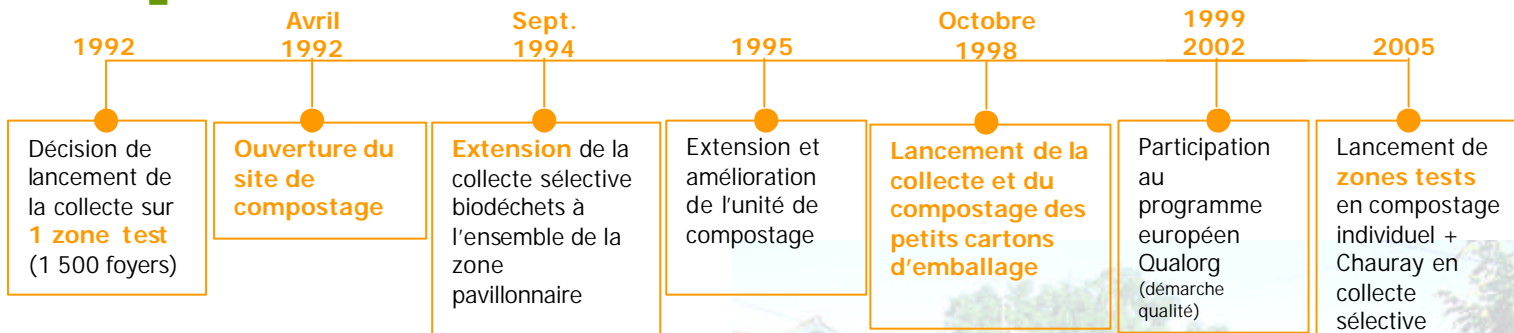 1992
Avril
1992
Sept.
1994
1995
Octobre
1998
1999
2002
2005
Décision de
lancement de
la collecte sur
1 zone test
(1 500 foyers)
Ouverture du
site de
compostage
Extension de la
collecte sélective
biodéchets à
l'ensemble de la
zone
pavillonnaire
Extension et
amélioration
de l'unité de
compostage
Lancement de la
collecte et du
compostage des
petits cartons
d'emballage
Participation
au
programme
européen
Qualorg
(démarche
qualité)
Lancement de
zones tests
en compostage
individuel +
Chauray en
collecte
sélective